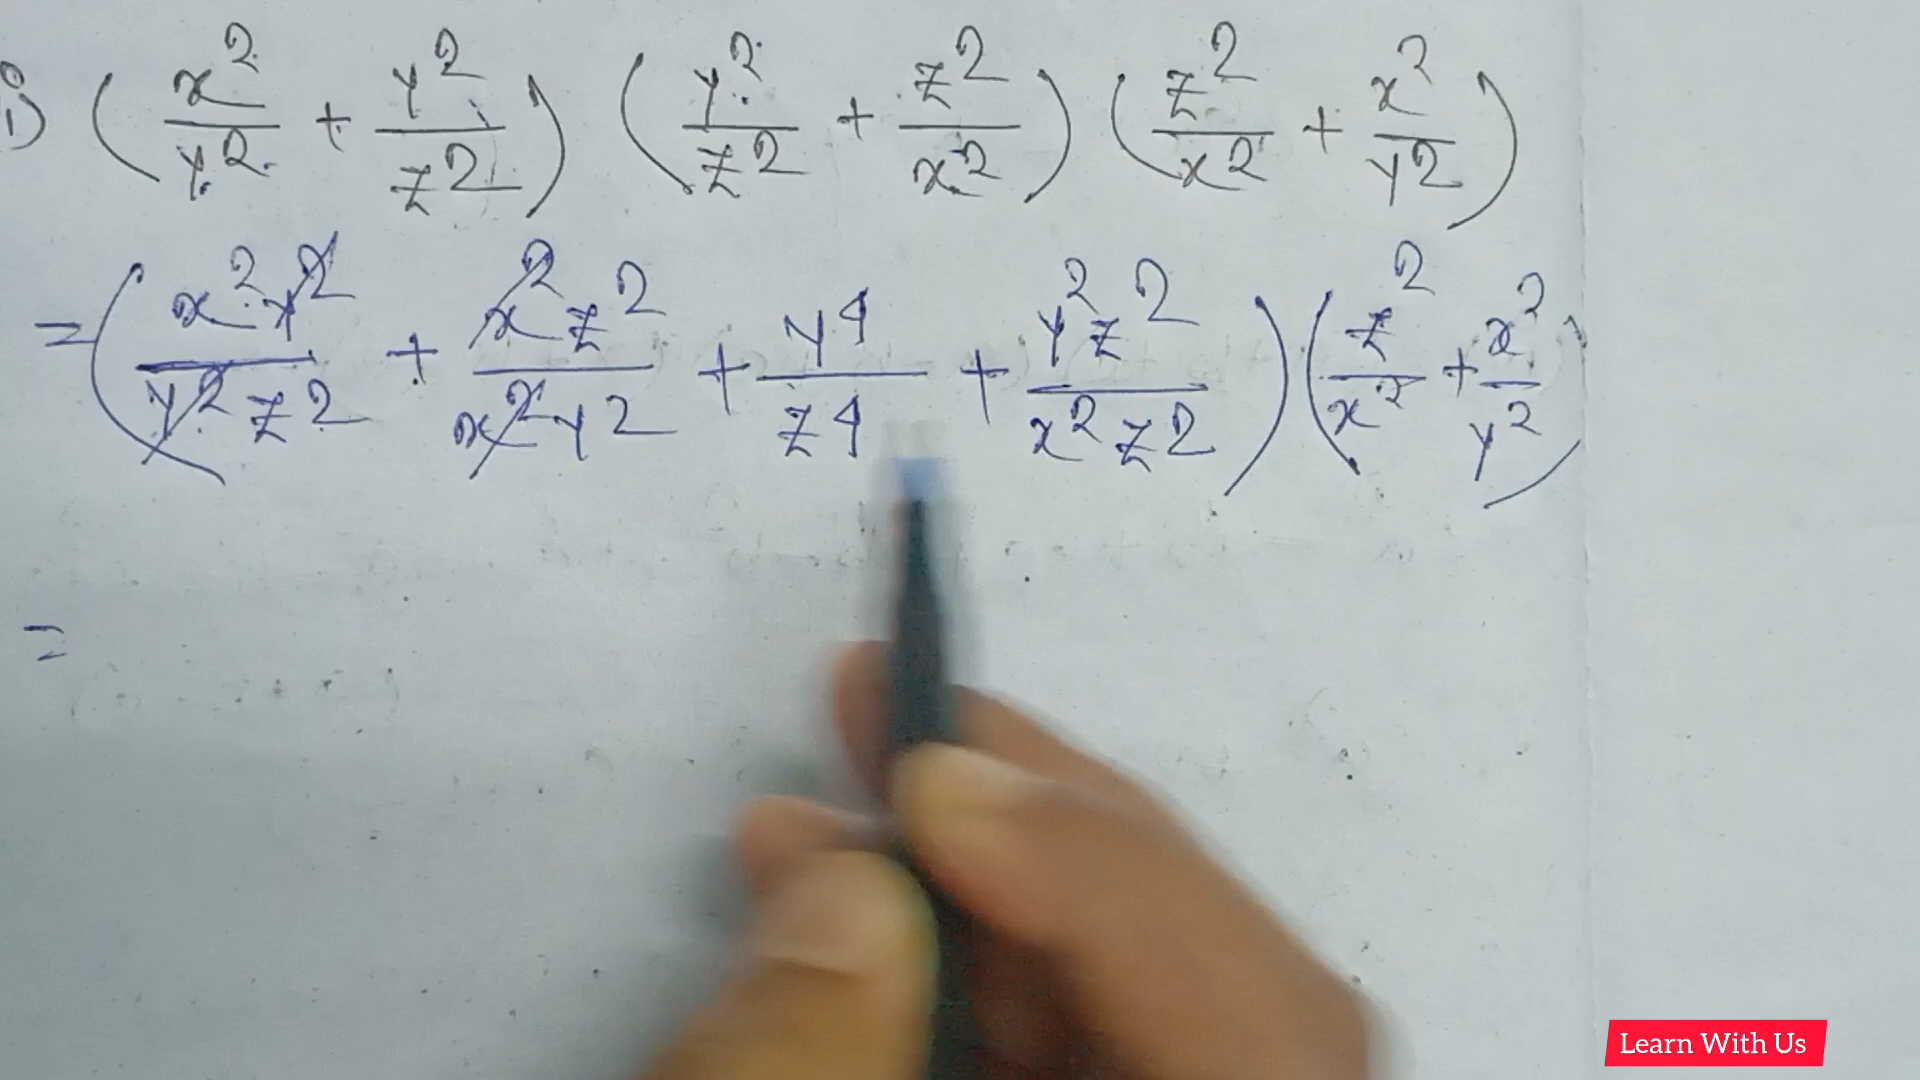 i) (x²/y² + y²/z²) (y²/z² + z²/x²) (z²/x² + x²/y²)
= (x²y²/y²z² + x²z²/x²y² + y⁴/z⁴ + y²z²/x²z²) (z²/x² + x²/y²)
=
Learn With Us